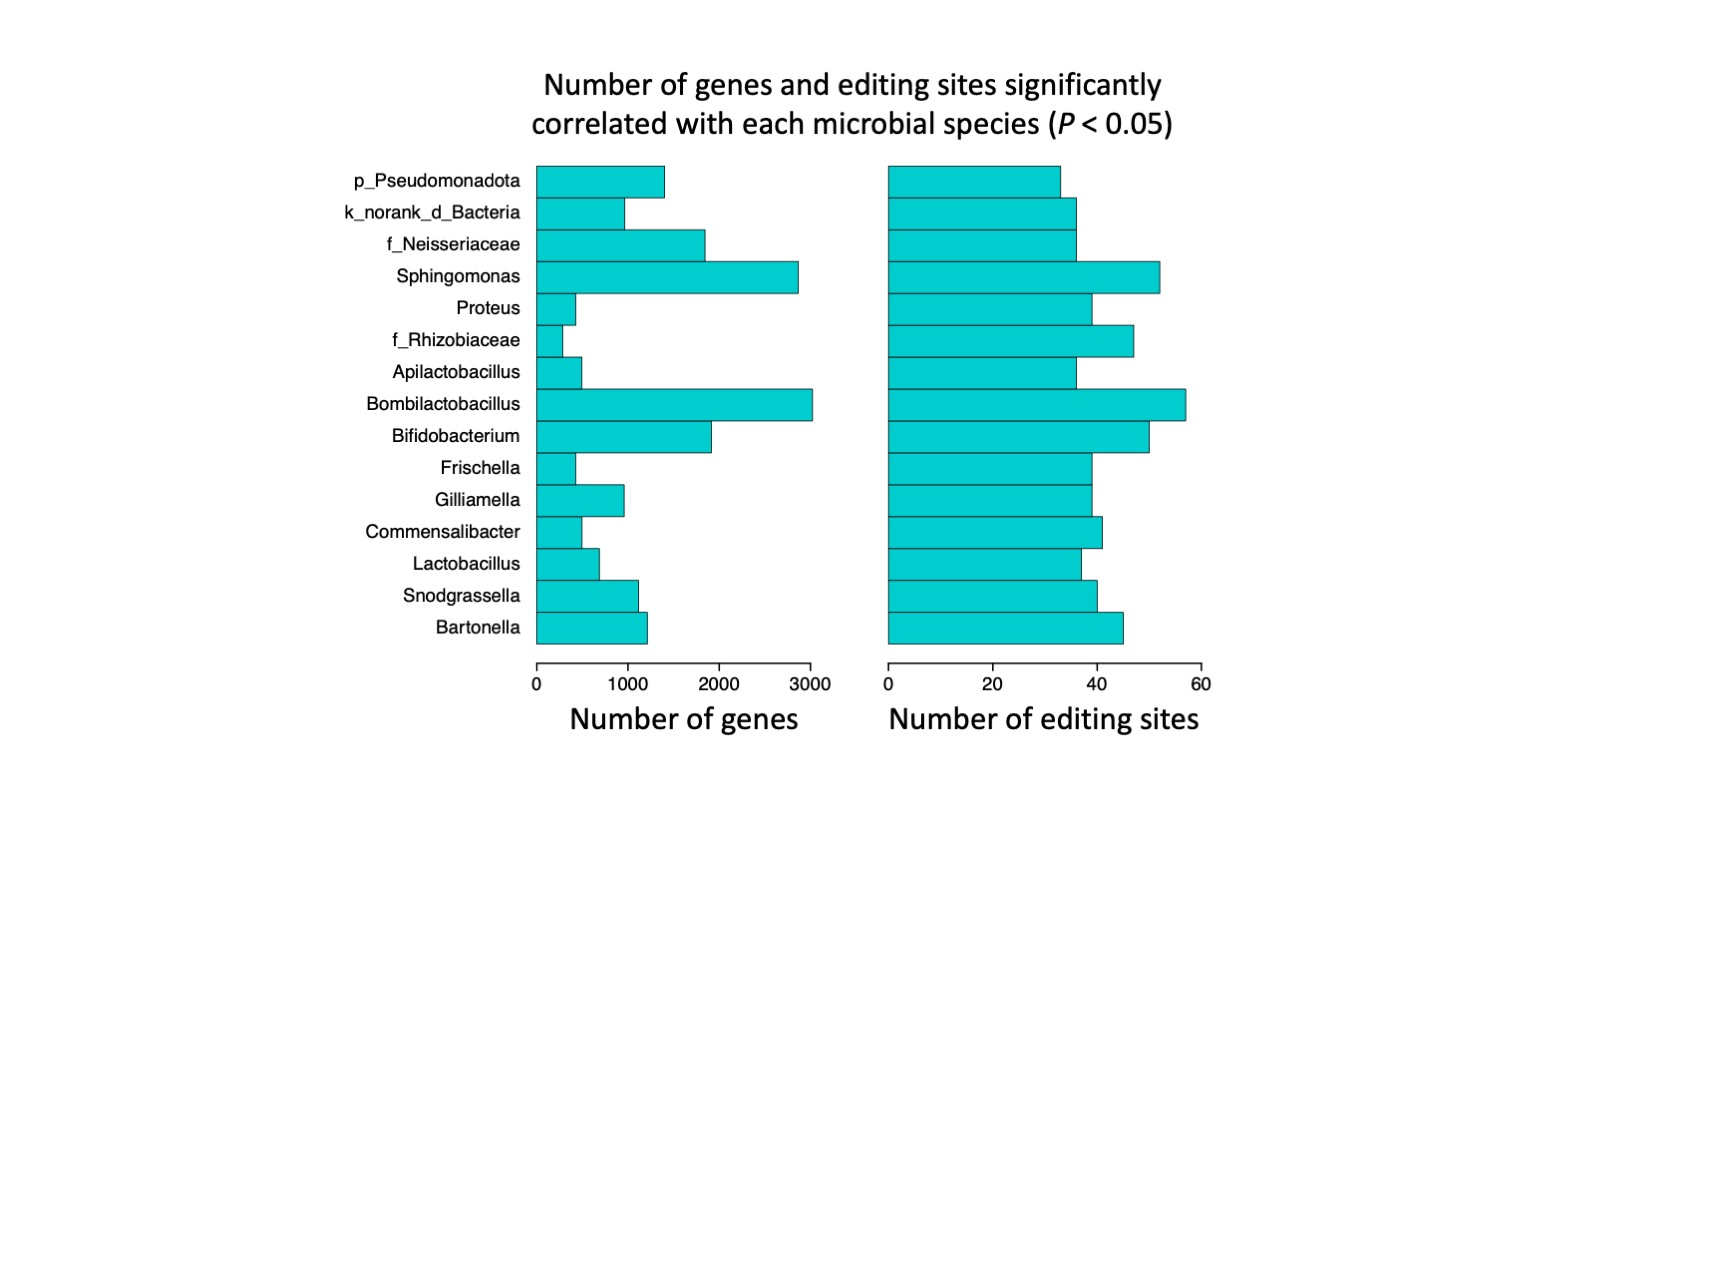 Number of genes and editing sites significantly
correlated with each microbial species (P < 0.05)
p_Pseudomonadota
k_norank_d_Bacteria
f_Neisseriaceae
Sphingomonas
Proteus
f_Rhizobiaceae
Apilactobacillus
Bombilactobacillus
Bifidobacterium
Frischella
Gilliamella
Commensalibacter
Lactobacillus
Snodgrassella
Bartonella
0 1000 2000 3000
0 20 40 60
Number of genes
Number of editing sites